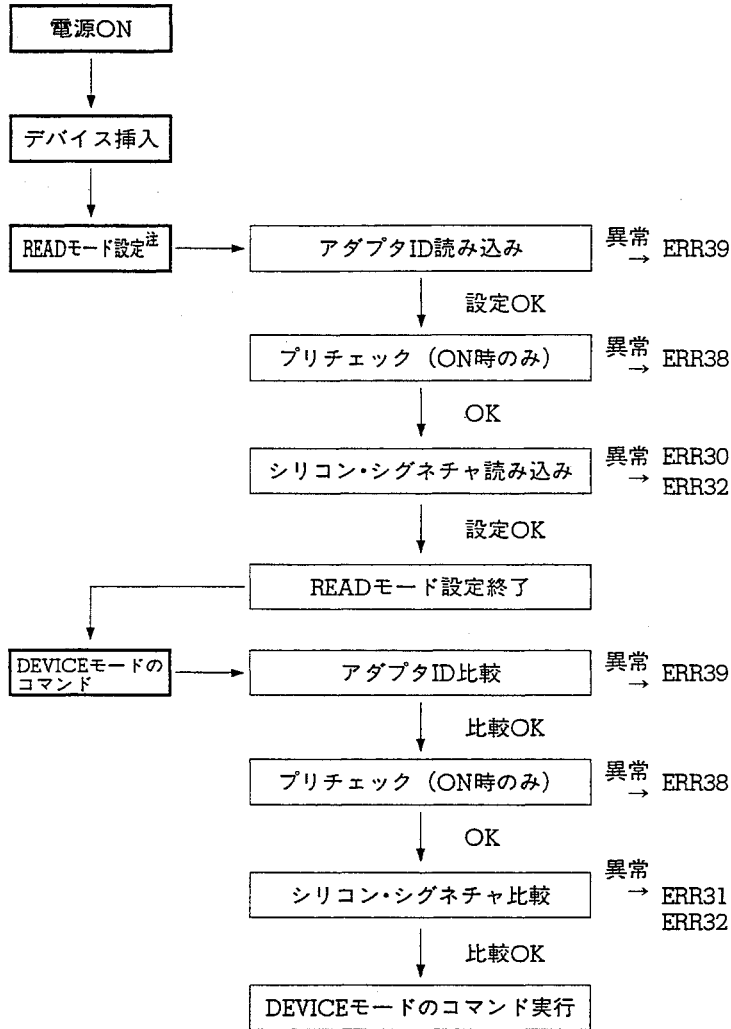 電源ON
デバイス挿入
READモード設定注
アダプタID読み込み
異常
→ ERR39
設定OK
プリチェック（ON時のみ）
異常
→ ERR38
OK
シリコン・シグネチャ読み込み
異常 ERR30
→ ERR32
設定OK
READモード設定終了
DEVICEモードの
コマンド
アダプタID比較
異常
→ ERR39
比較OK
プリチェック（ON時のみ）
異常
→ ERR38
OK
シリコン・シグネチャ比較
異常
→ ERR31
ERR32
比較OK
DEVICEモードのコマンド実行